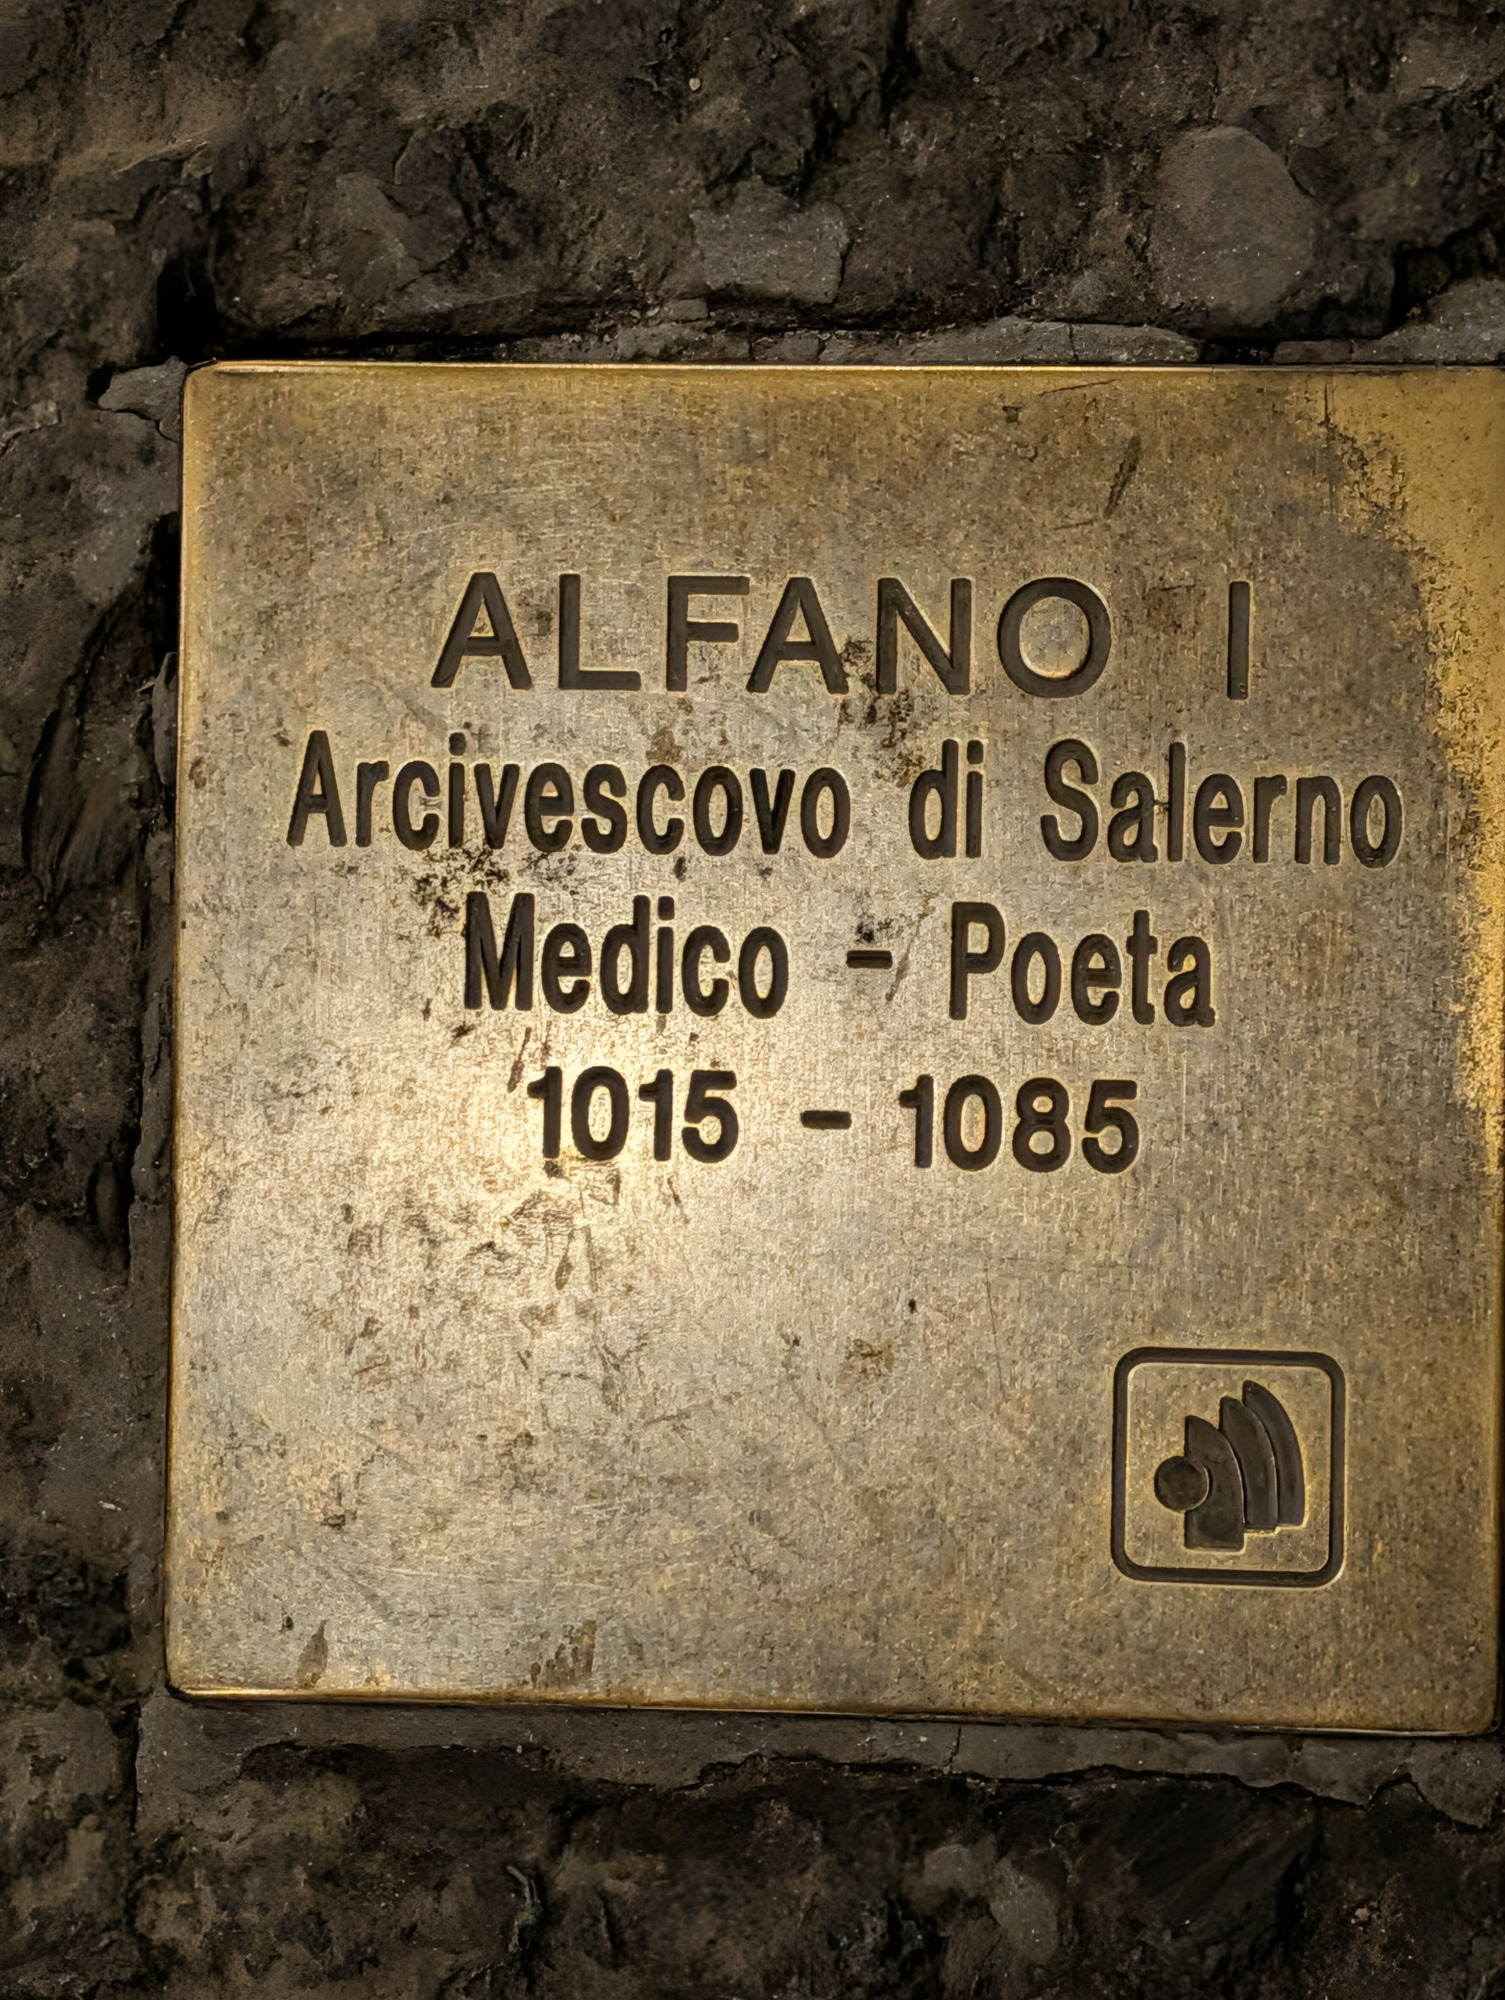 ALFANO I
Arcivescovo di Salerno
Medico - Poeta
1015 - 1085